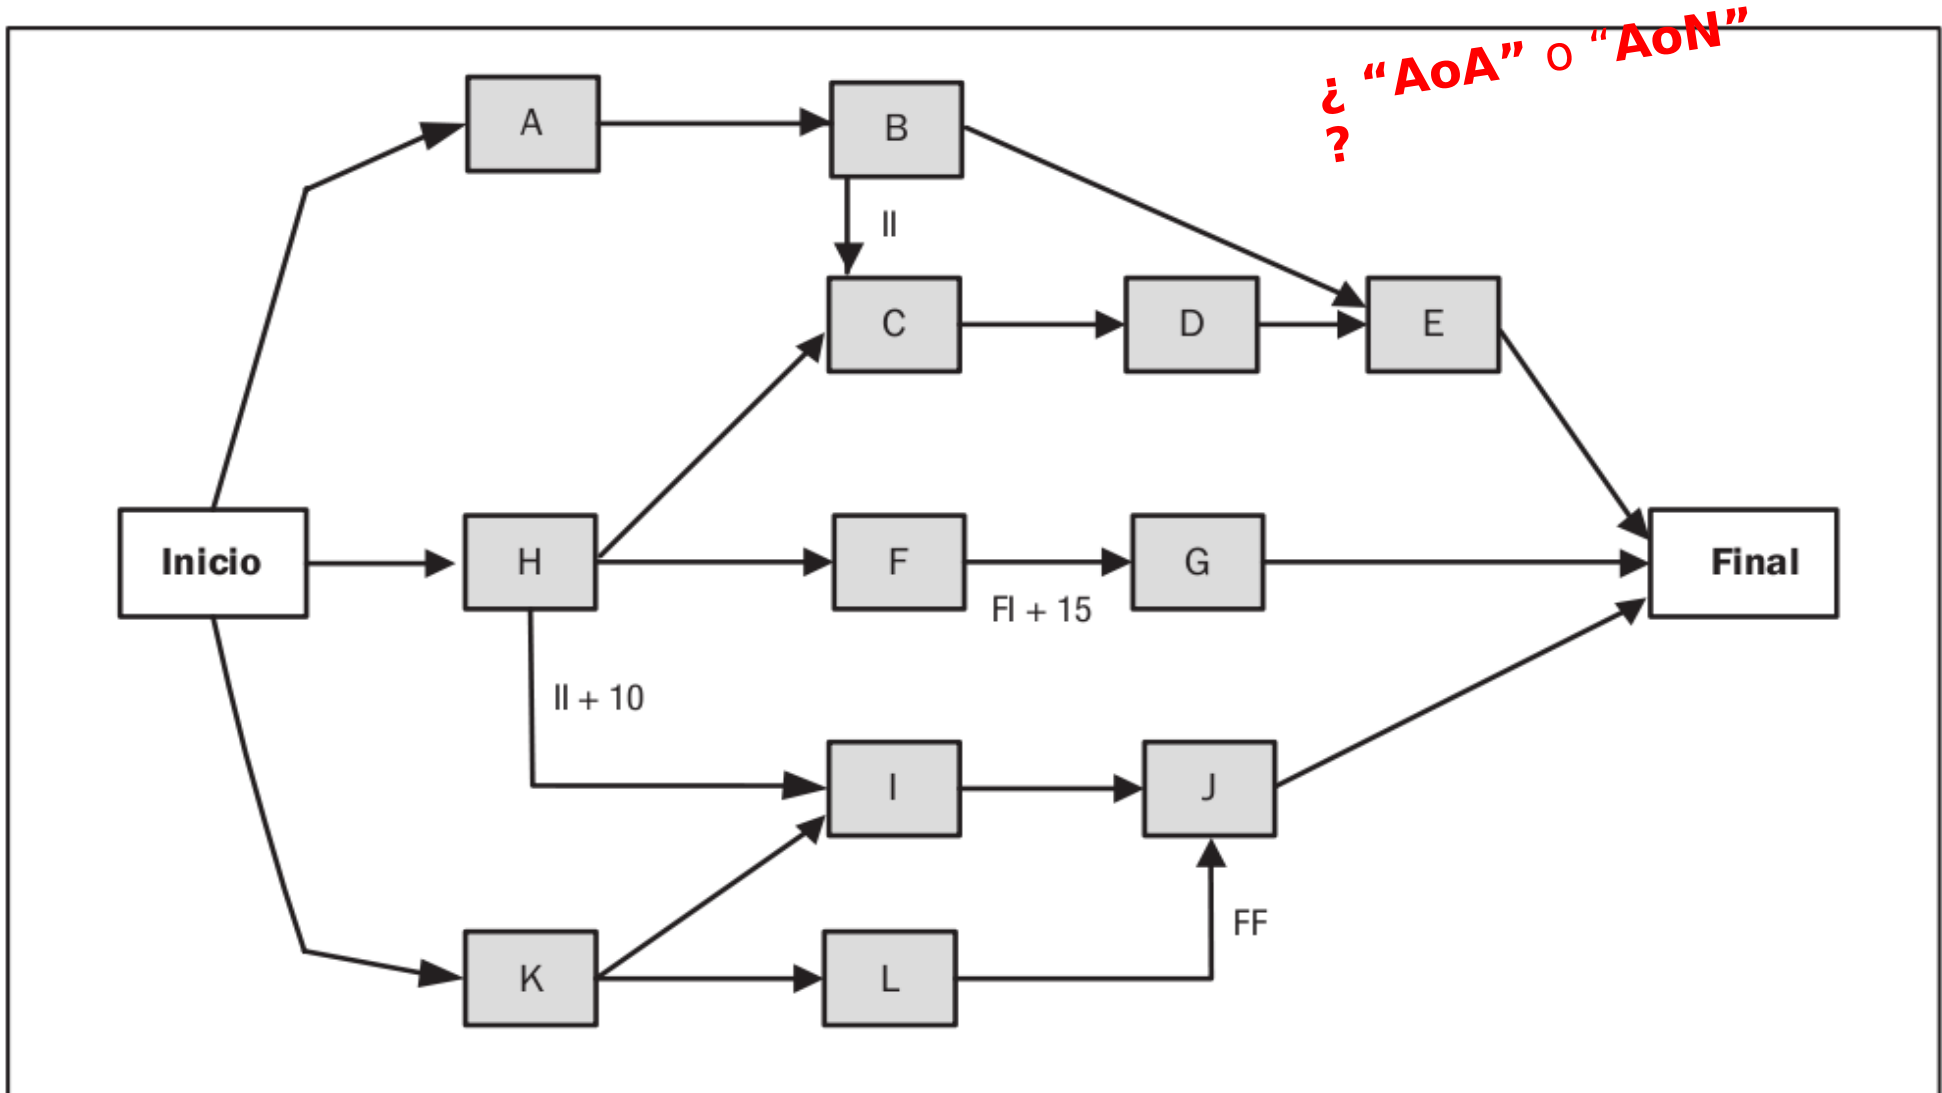 ¿ “AoA” o “AoN”
?
A
B
II
C
D
E
Inicio
H
F
G
Final
FI + 15
II + 10
I
J
FF
K
L